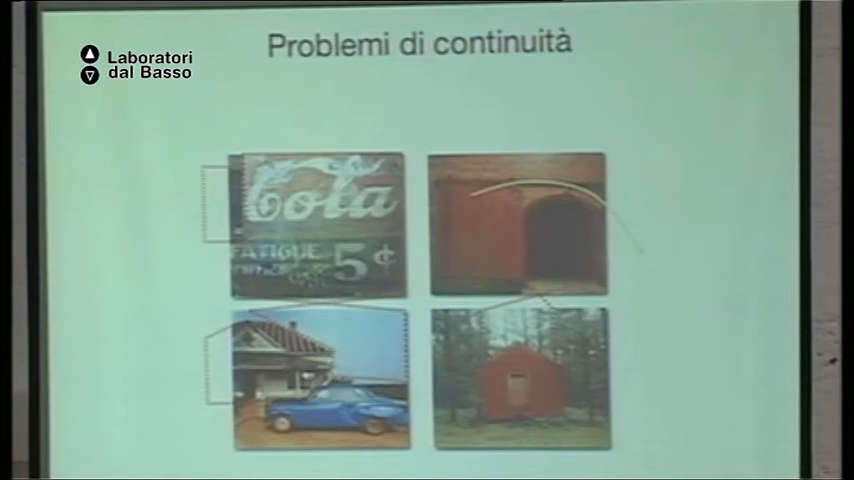 Problemi di continuità
Laboratori
dal Basso
Cola
FATIGUE
5¢